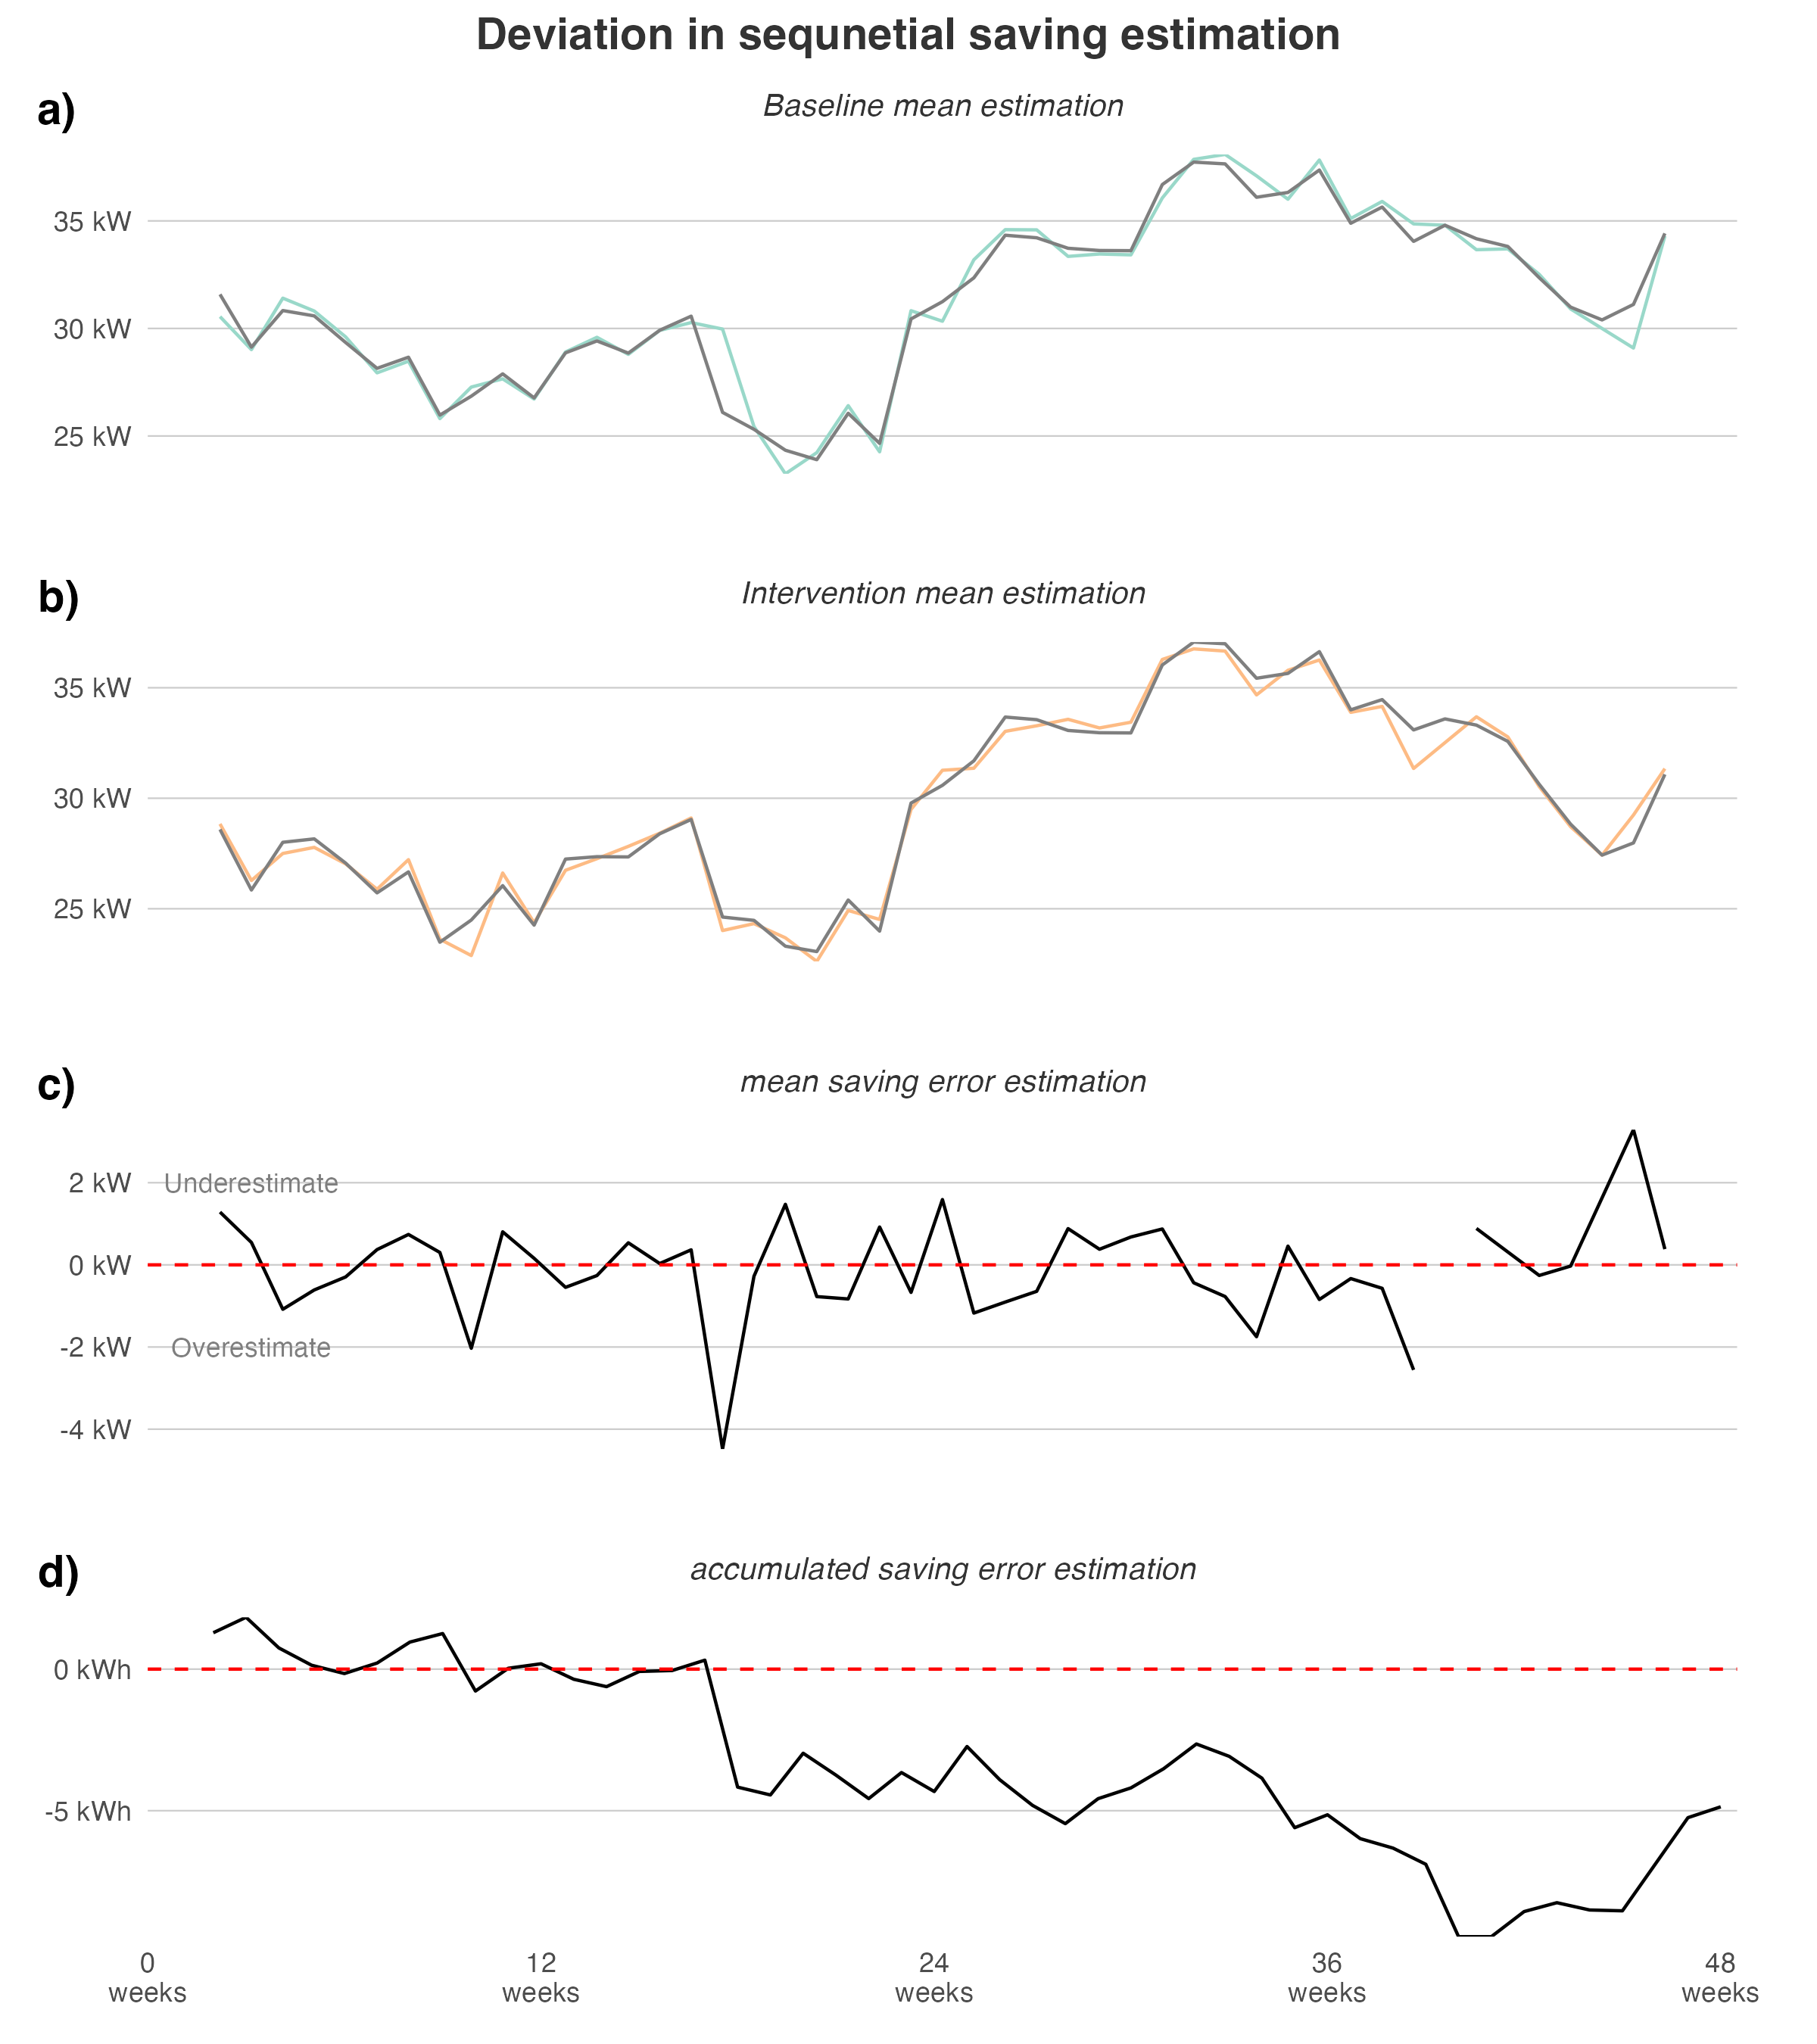 Deviation in sequnetial saving estimation
a)
Baseline mean estimation
35 kW
30 kW
25 kW
b)
Intervention mean estimation
35 kW
30 kW
25 kW
c)
mean saving error estimation
2 kW
Underestimate
0 kW
-2 kW
Overestimate
-4 kW
d)
accumulated saving error estimation
0 kWh
-5 kWh
0 12 24 36 48
weeks weeks weeks weeks weeks